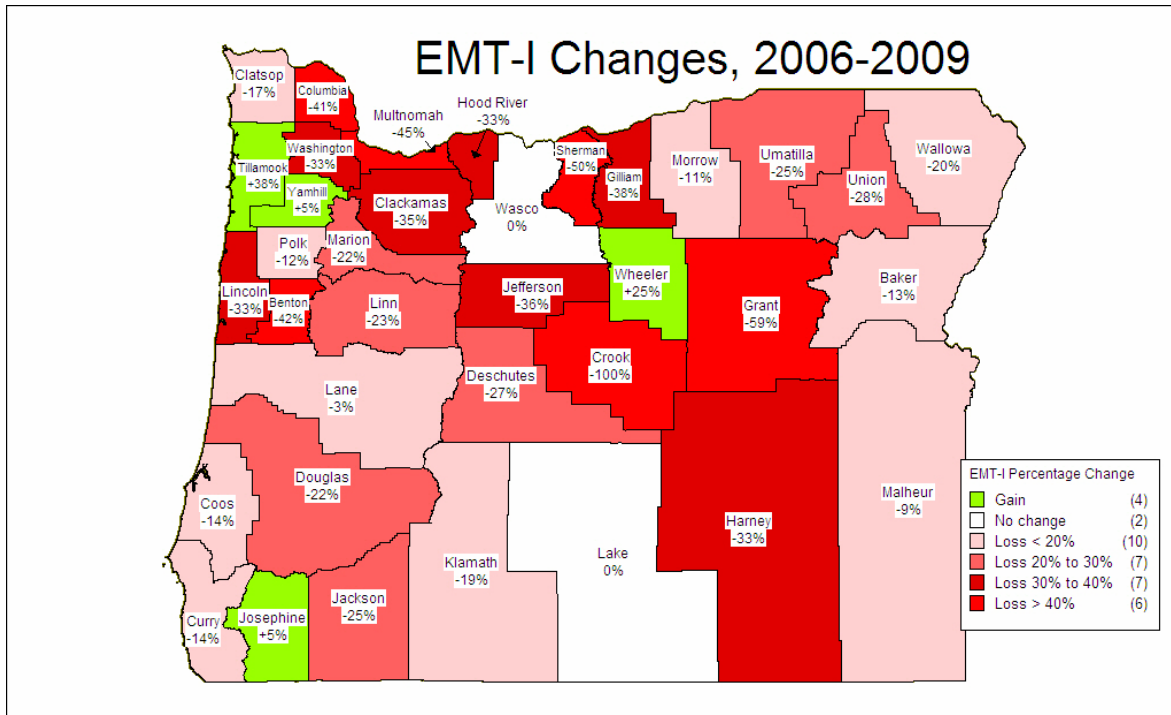 EMT-I Changes, 2006-2009
Clatsop
-17%
Columbia
-41%
Multnomah
-45%
Hood River
-33%
Washington
-33%
Tillamook
+38%
Yamhill
+5%
Clackamas
-35%
Wasco
0%
Sherman
-50%
Gilliam
-38%
Morrow
-11%
Umatilla
-25%
Union
-28%
Wallowa
-20%
Polk
-12%
Marion
-22%
Lincoln
-33%
Benton
-42%
Linn
-23%
Jefferson
-36%
Wheeler
+25%
Grant
-59%
Baker
-13%
Crook
-100%
Deschutes
-27%
Lane
-3%
Douglas
-22%
Coos
-14%
Curry
-14%
Josephine
+5%
Jackson
-25%
Klamath
-19%
Lake
0%
Harney
-33%
Malheur
-9%
EMT-I Percentage Change
Gain (4)
No change (2)
Loss < 20% (10)
Loss 20% to 30% (7)
Loss 30% to 40% (7)
Loss > 40% (6)